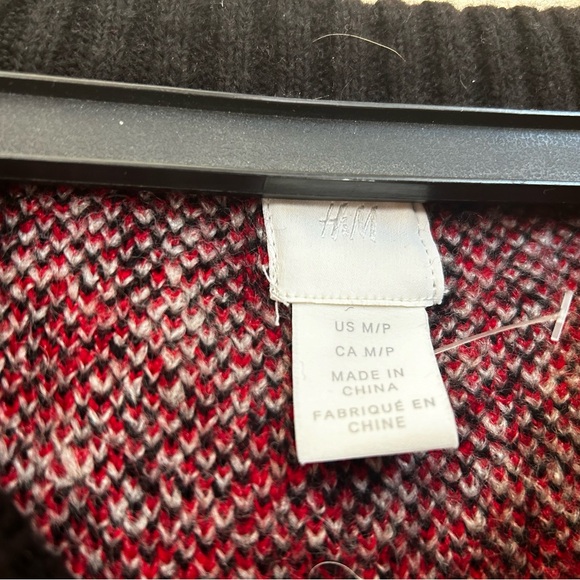 H&M
US M/P
CA M/P
MADE IN
CHINA
FABRIQUÉ EN
CHINE